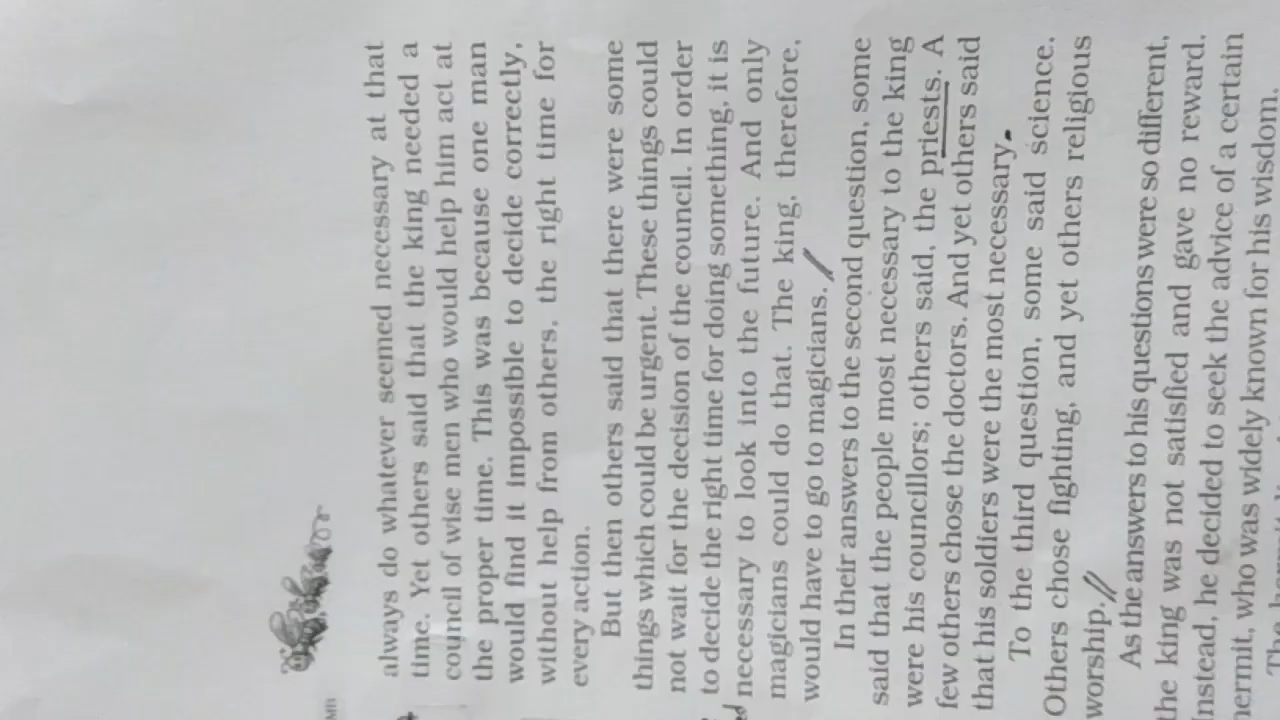 always do whatever seemed necessary at that
time. Yet others said that the king needed a
council of wise men who would help him act at
the proper time. This was because one man
would find it impossible to decide correctly,
without help from others, the right time for
every action.
But then others said that there were some
things which could be urgent. These things could
not wait for the decision of the council. In order
to decide the right time for doing something, it is
necessary to look into the future. And only
magicians could do that. The king, therefore,
would have to go to magicians.
In their answers to the second question, some
said that the people most necessary to the king
were his councillors; others said, the priests. A
few others chose the doctors. And yet others said
that his soldiers were the most necessary.
To the third question, some said science.
Others chose fighting, and yet others religious
worship.
As the answers to his questions were so different,
the king was not satisfied and gave no reward.
Instead, he decided to seek the advice of a certain
hermit, who was widely known for his wisdom.